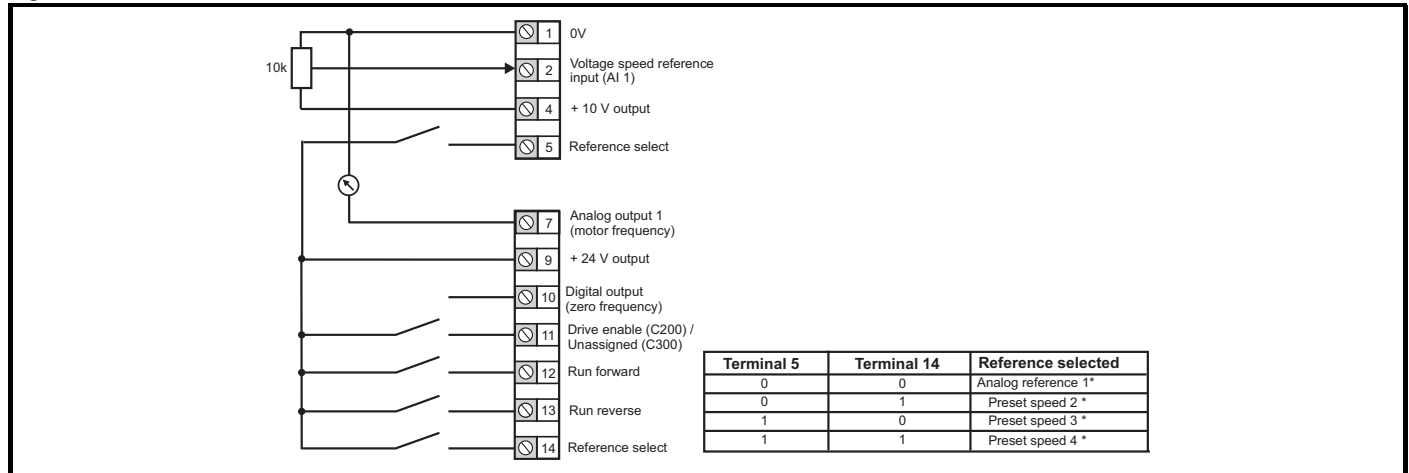 1 0V
10k
2 Voltage speed reference
input (AI 1)
4 + 10 V output
5 Reference select
7 Analog output 1
(motor frequency)
9 + 24 V output
10 Digital output
(zero frequency)
11 Drive enable (C200) /
Unassigned (C300)
12 Run forward
13 Run reverse
14 Reference select
Terminal 5 Terminal 14 Reference selected
0 0 Analog reference 1*
0 1 Preset speed 2 *
1 0 Preset speed 3 *
1 1 Preset speed 4 *